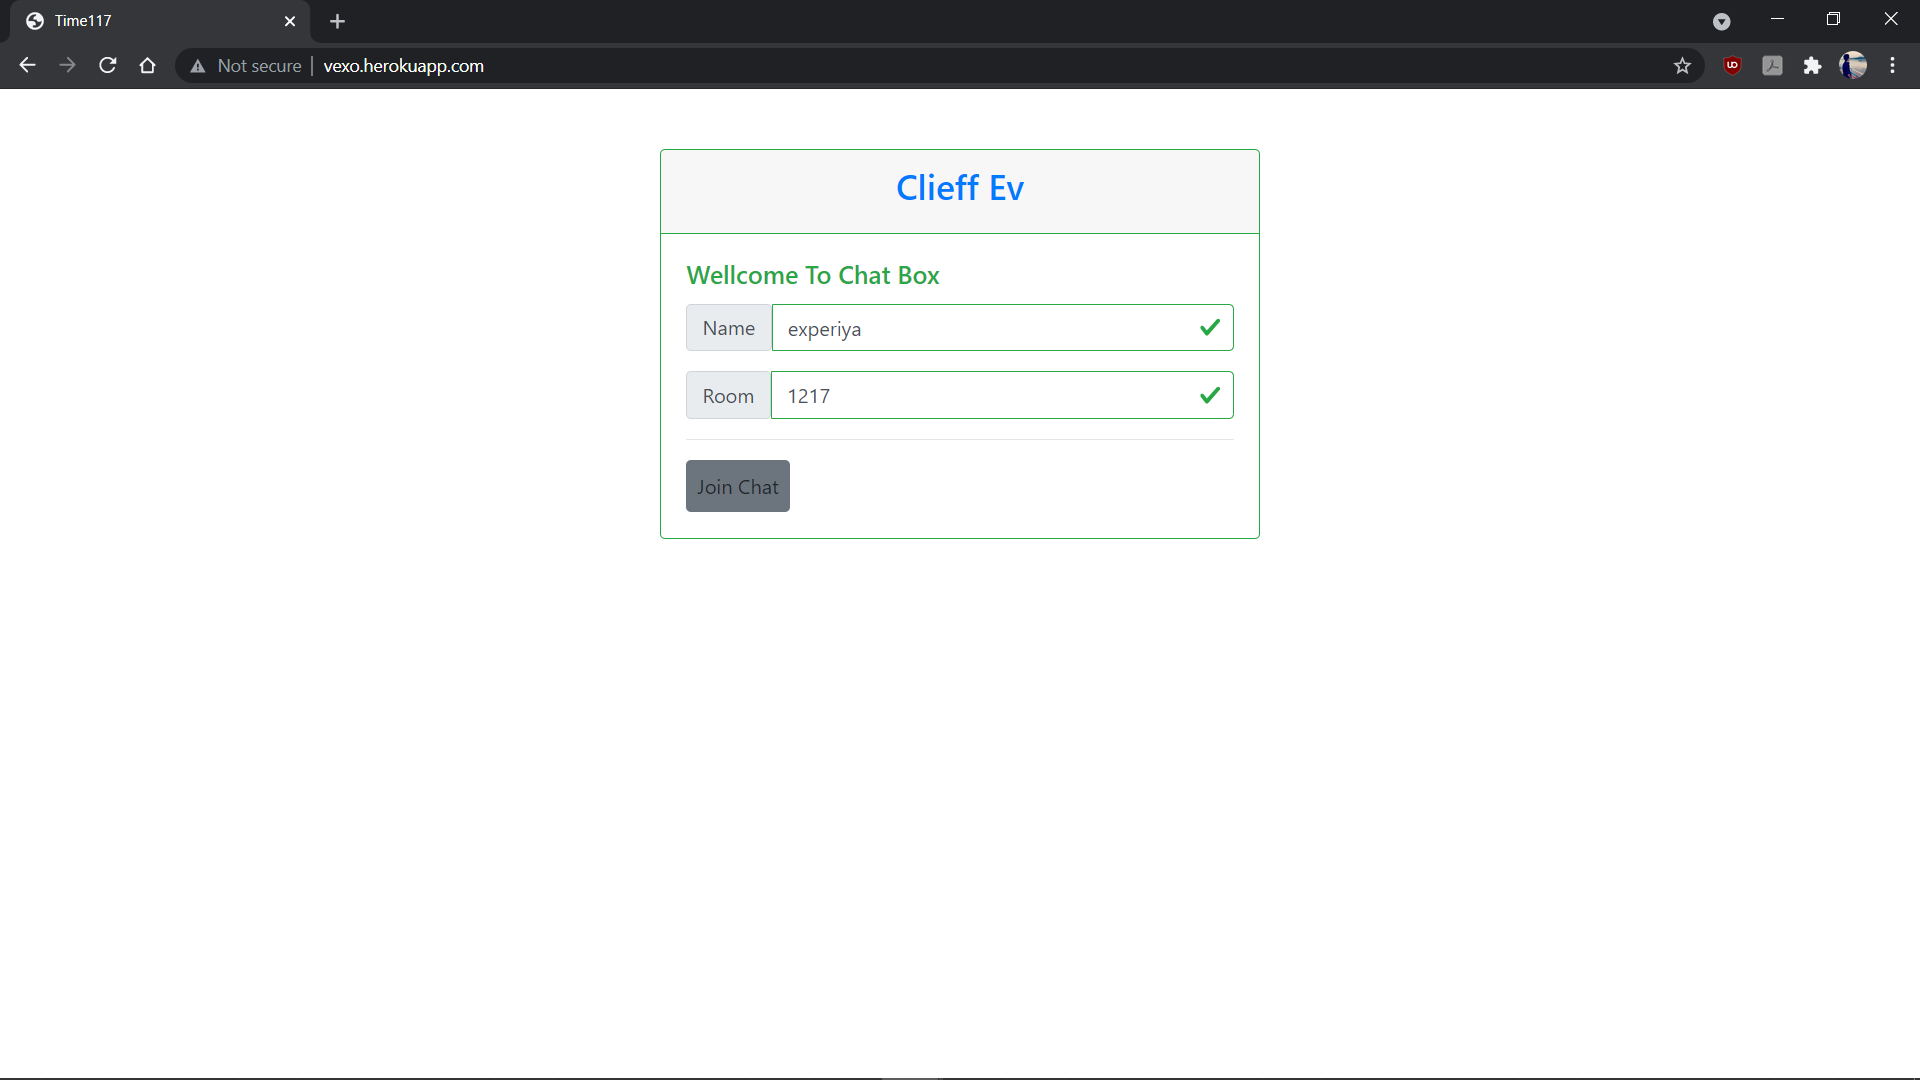 Time117
Not secure | vexo.herokuapp.com
Clieff Ev
Wellcome To Chat Box
Name experiya
Room 1217
Join Chat